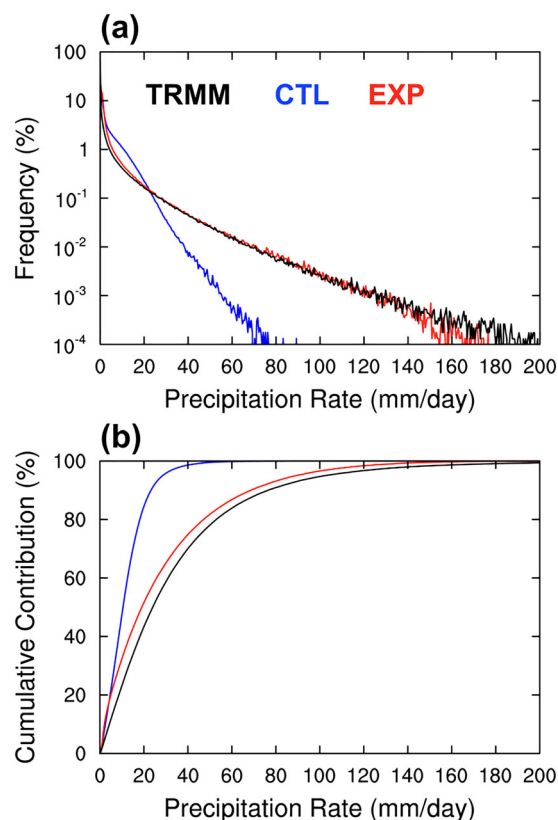 (a)
TRMM CTL EXP
Frequency (%)
100
10
1
10-1
10-2
10-3
10-4
0 20 40 60 80 100 120 140 160 180 200
Precipitation Rate (mm/day)
(b)
Cumulative Contribution (%)
100
80
60
40
20
0
0 20 40 60 80 100 120 140 160 180 200
Precipitation Rate (mm/day)